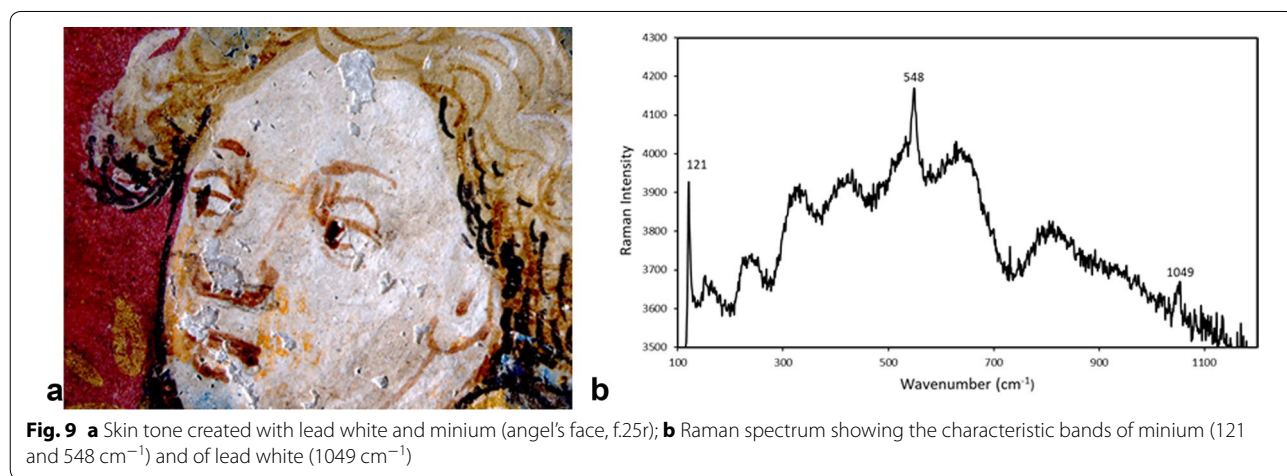 4300
4200
4100
4000
3900
3800
3700
3600
3500
Raman Intensity
121
548
1049
100 300 500 700 900 1100
Wavenumber (cm⁻¹)
a
b
Fig. 9 a Skin tone created with lead white and minium (angel's face, f.25r); b Raman spectrum showing the characteristic bands of minium (121
and 548 cm⁻¹) and of lead white (1049 cm⁻¹)